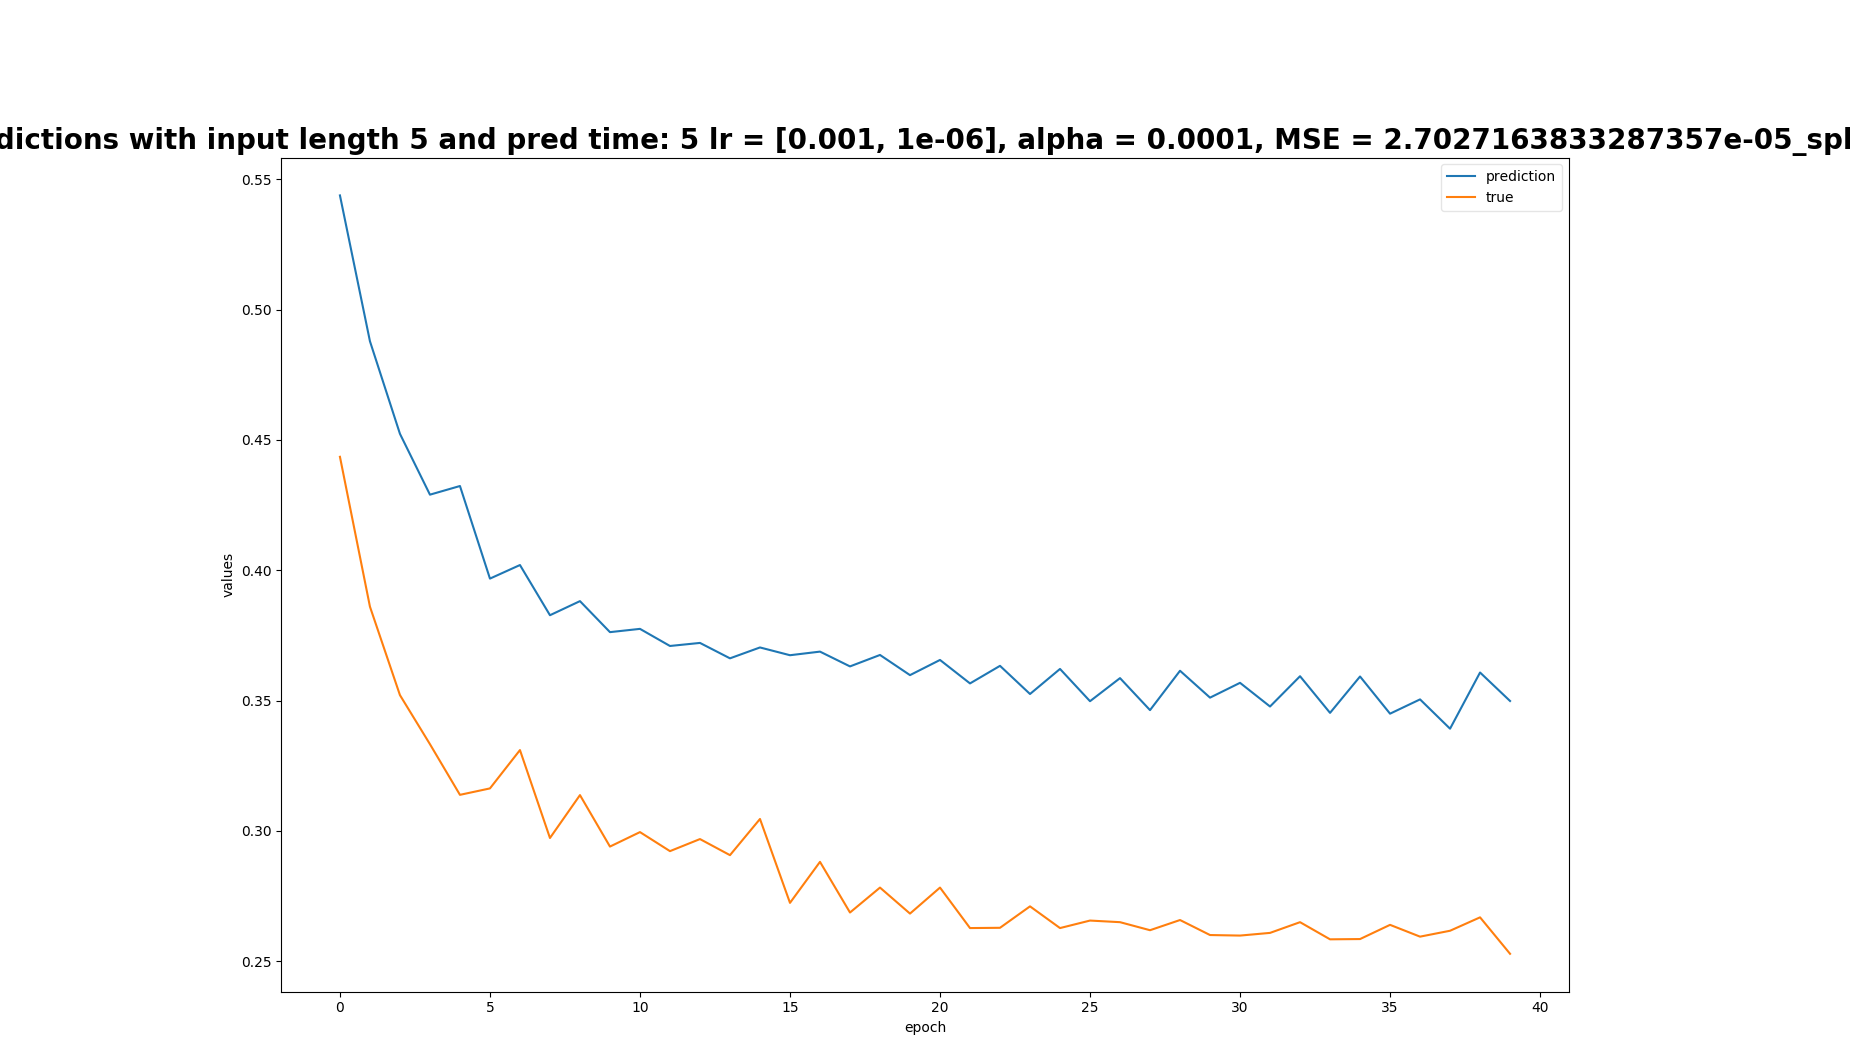 dictions with input length 5 and pred time: 5 lr = [0.001, 1e-06], alpha = 0.0001, MSE = 2.7027163833287357e-05_spl
prediction
true
0.55
0.50
0.45
0.40
0.35
0.30
0.25
values
0 5 10 15 20 25 30 35 40
epoch